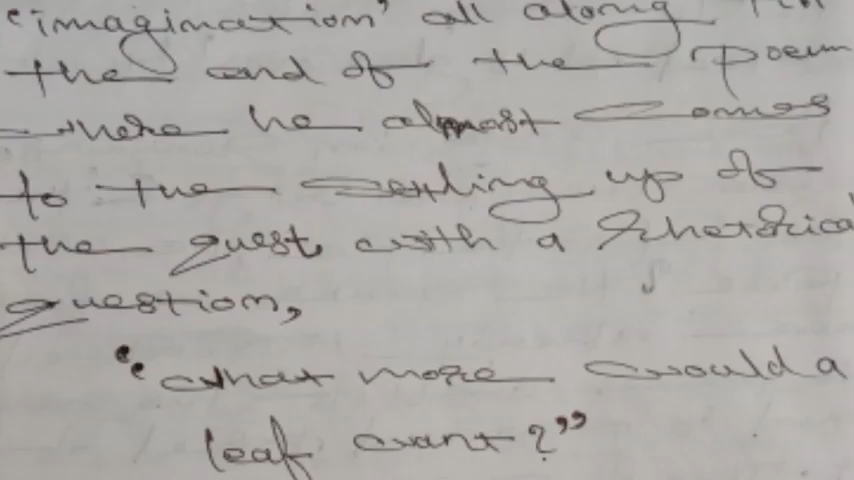 'imagination' all along till
the end of the poem
where he almost comes
to the settling up of
the quest with a rhetorical
question,
"what more would a
leaf want?"